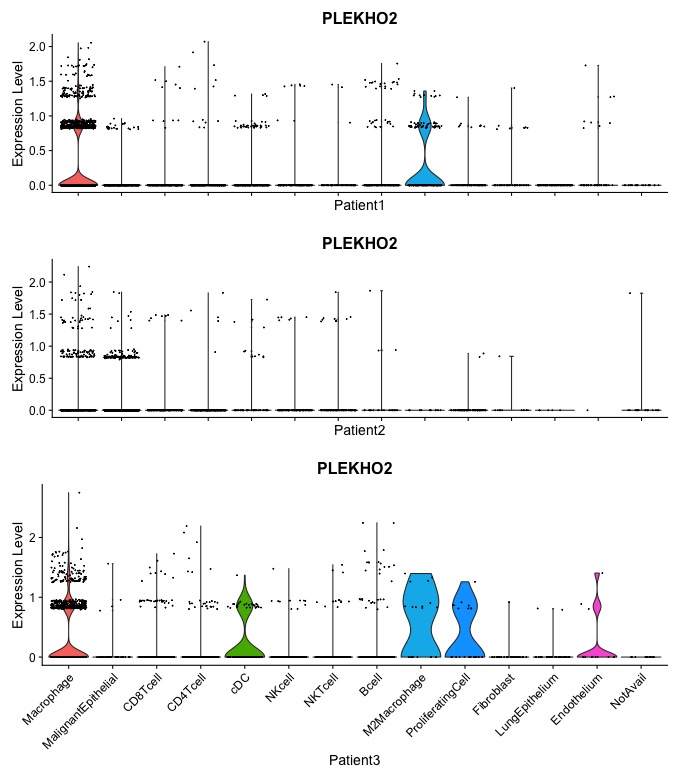 PLEKHO2
Expression Level
2.0
1.5
1.0
0.5
0.0
Patient1
PLEKHO2
Expression Level
2.0
1.5
1.0
0.5
0.0
Patient2
PLEKHO2
Expression Level
2
1
0
Macrophage
MalignantEpithelial
CD8Tcell
CD4Tcell
cDC
NKcell
NKTcell
Bcell
M2Macrophage
ProliferatingCell
Fibroblast
LungEpithelium
Endothelium
NotAvail
Patient3